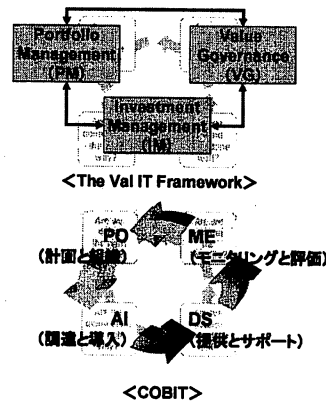 Portfolio Management (PM)
Value Governance (VG)
Investment Management (IM)
<The Val IT Framework>
PO
(計画と組織)
ME
(モニタリングと評価)
AI
(調達と導入)
DS
(提供とサポート)
<COBIT>